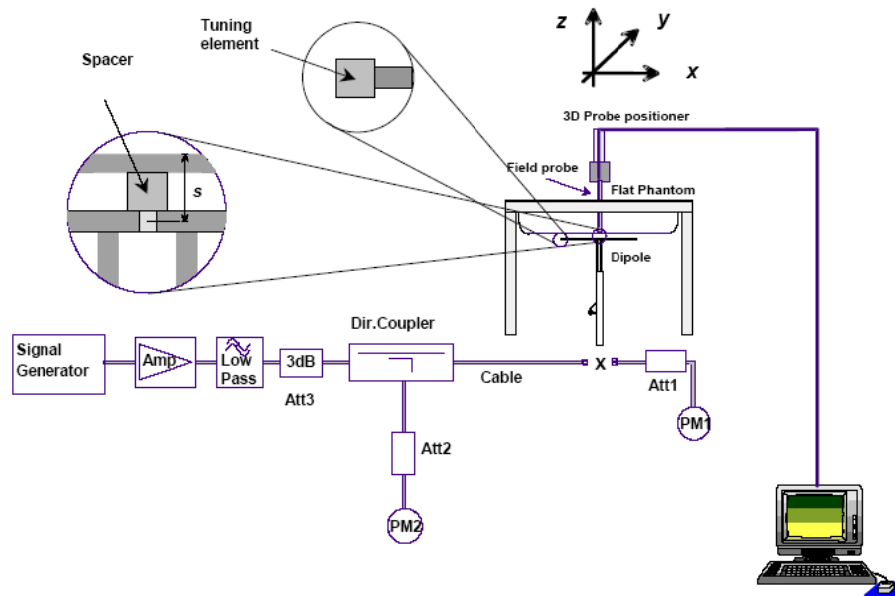 Tuning
element
Spacer
s
z
y
x
3D Probe positioner
Field probe
Flat Phantom
Dipole
Dir.Coupler
Signal
Generator
Amp
Low
Pass
3dB
Att3
Cable
X
Att1
PM1
Att2
PM2